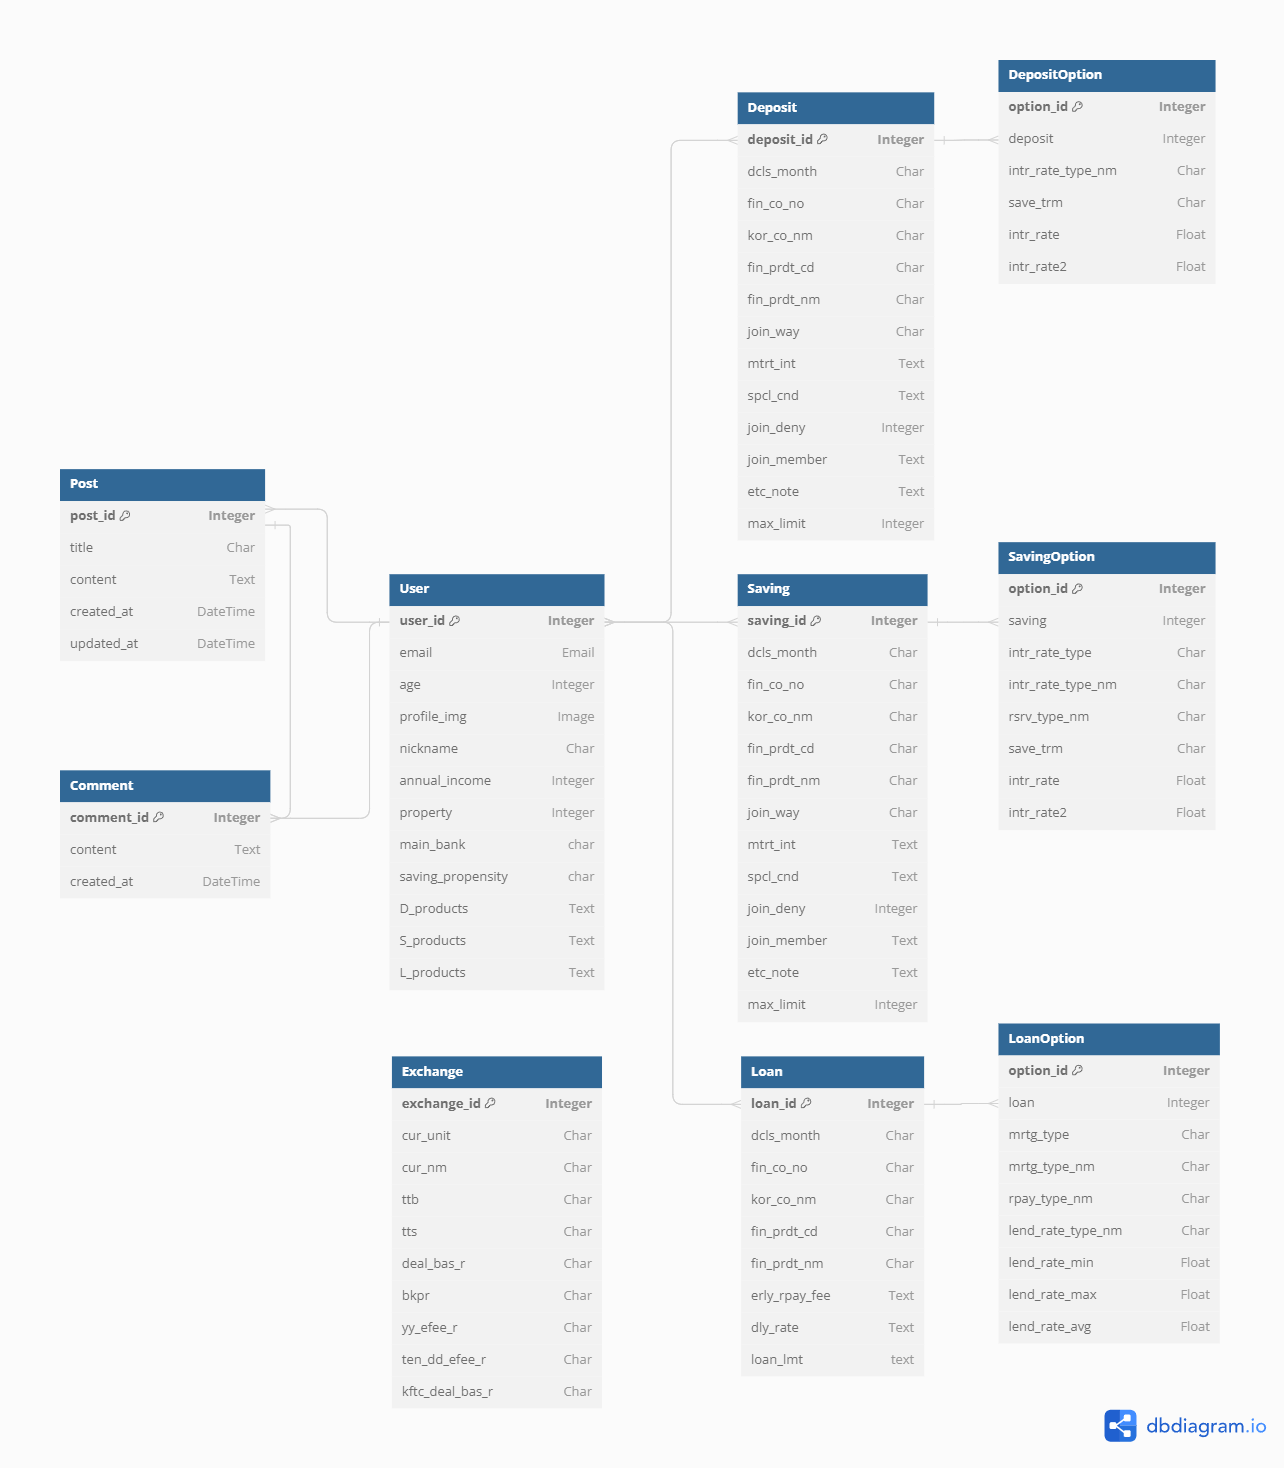 Post
post_id Integer
title Char
content Text
created_at DateTime
updated_at DateTime
Comment
comment_id Integer
content Text
created_at DateTime
User
user_id Integer
email Email
age Integer
profile_img Image
nickname Char
annual_income Integer
property Integer
main_bank char
saving_propensity char
D_products Text
S_products Text
L_products Text
Exchange
exchange_id Integer
cur_unit Char
cur_nm Char
ttb Char
tts Char
deal_bas_r Char
bkpr Char
yy_efee_r Char
ten_dd_efee_r Char
kftc_deal_bas_r Char
Deposit
deposit_id Integer
dcls_month Char
fin_co_no Char
kor_co_nm Char
fin_prdt_cd Char
fin_prdt_nm Char
join_way Char
mtrt_int Text
spcl_cnd Text
join_deny Integer
join_member Text
etc_note Text
max_limit Integer
Saving
saving_id Integer
dcls_month Char
fin_co_no Char
kor_co_nm Char
fin_prdt_cd Char
fin_prdt_nm Char
join_way Char
mtrt_int Text
spcl_cnd Text
join_deny Integer
join_member Text
etc_note Text
max_limit Integer
Loan
loan_id Integer
dcls_month Char
fin_co_no Char
kor_co_nm Char
fin_prdt_cd Char
fin_prdt_nm Char
erly_rpay_fee Text
dly_rate Text
loan_lmt text
DepositOption
option_id Integer
deposit Integer
intr_rate_type_nm Char
save_trm Char
intr_rate Float
intr_rate2 Float
SavingOption
option_id Integer
saving Integer
intr_rate_type Char
intr_rate_type_nm Char
rsrv_type_nm Char
save_trm Char
intr_rate Float
intr_rate2 Float
LoanOption
option_id Integer
loan Integer
mrtg_type Char
mrtg_type_nm Char
rpay_type_nm Char
lend_rate_type_nm Char
lend_rate_min Float
lend_rate_max Float
lend_rate_avg Float
dbdiagram.io